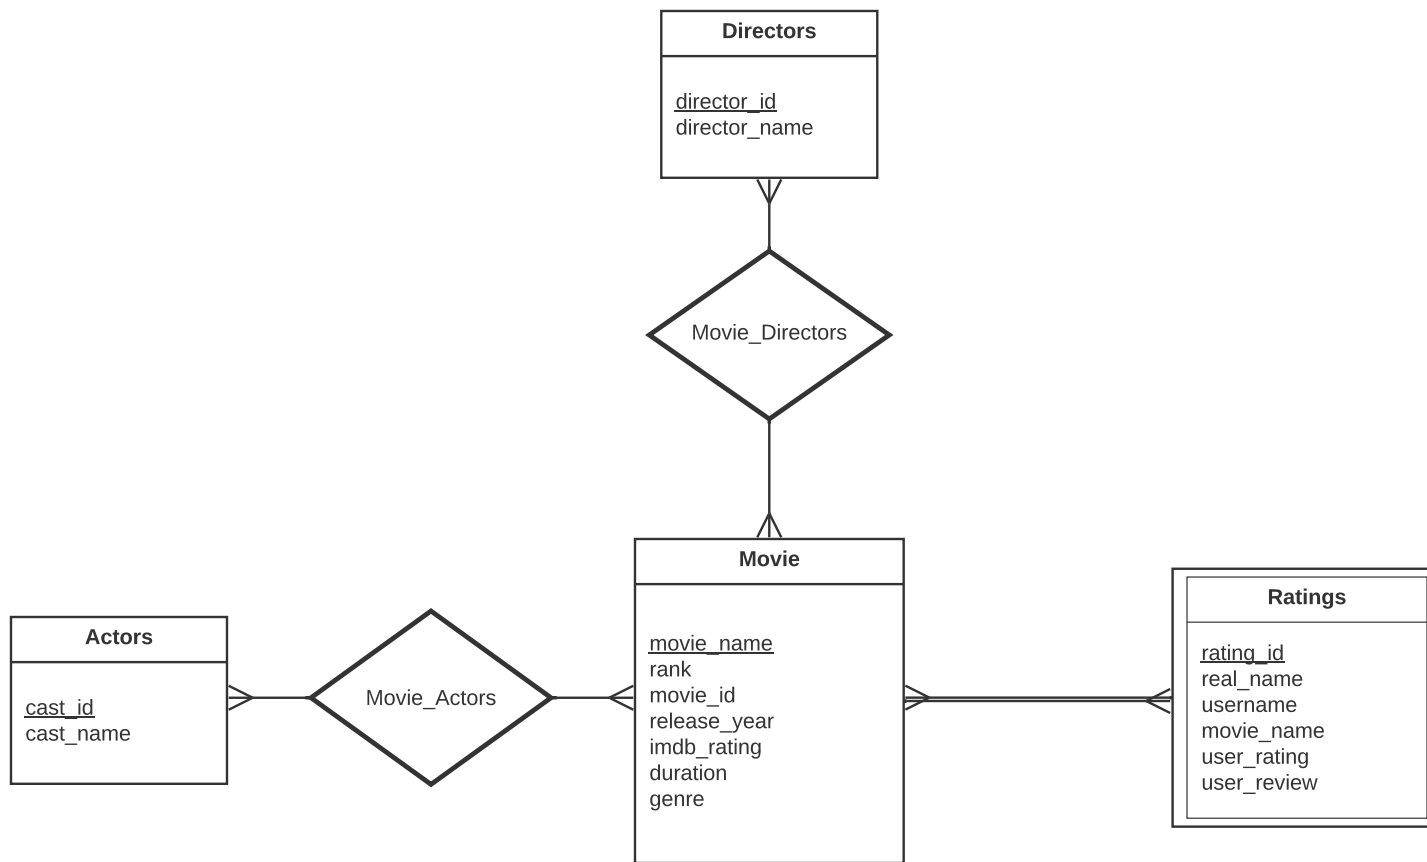 Directors
director_id
director_name
Movie_Directors
Movie
movie_name
rank
movie_id
release_year
imdb_rating
duration
genre
Actors
cast_id
cast_name
Movie_Actors
Ratings
rating_id
real_name
username
movie_name
user_rating
user_review